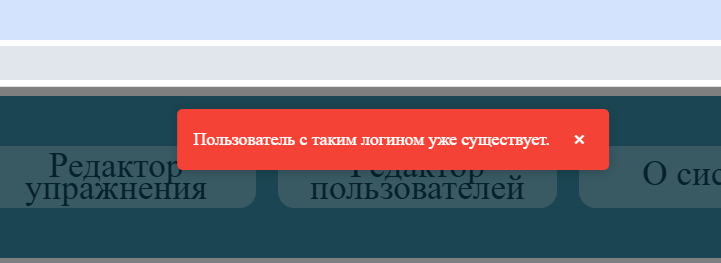 Пользователь с таким логином уже существует. ×
Редактор
упражнения
Редактор
пользователей
О сис